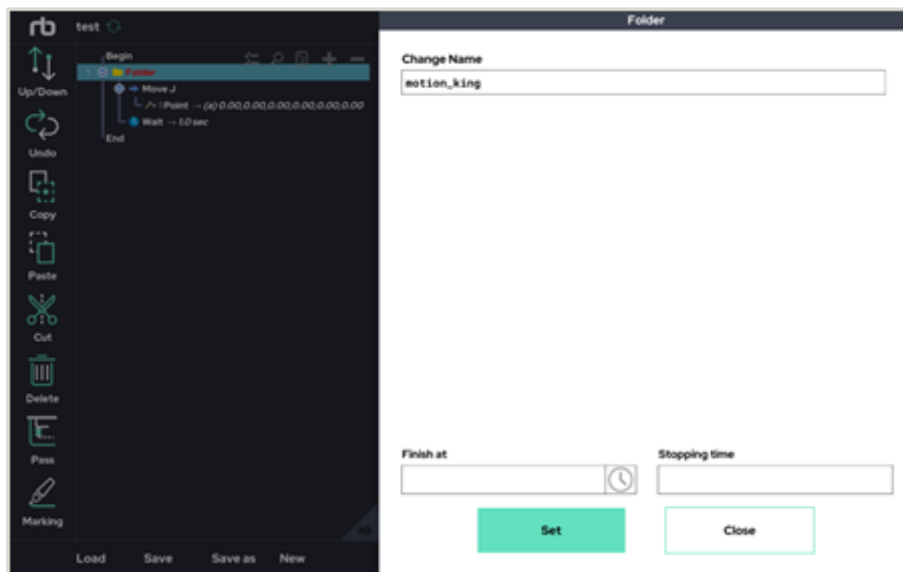 rb
test
Folder
Begin
Folder
Move J
Point → (a) 0.00,0.00,0.00,0.00,0.00,0.00
Wait → 1.0 sec
End
Up/Down
Undo
Copy
Paste
Cut
Delete
Pass
Marking
Load Save Save as New
Change Name
motion_king
Finish at Stopping time
Set Close